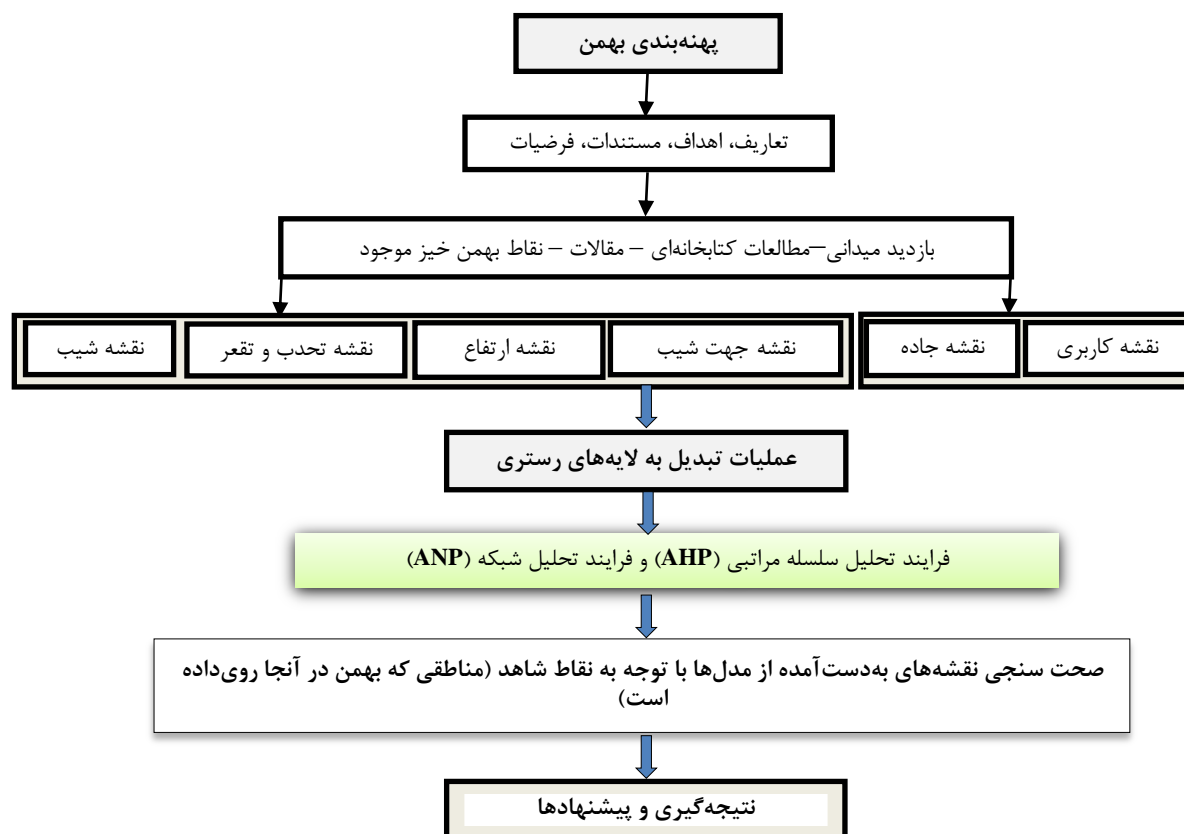 پهنه‌بندی بهمن
تعاریف، اهداف، مستندات، فرضیات
بازدید میدانی–مطالعات کتابخانه‌ای – مقالات – نقاط بهمن خیز موجود
نقشه کاربری
نقشه جاده
نقشه جهت شیب
نقشه ارتفاع
نقشه تحدب و تقعر
نقشه شیب
عملیات تبدیل به لایه‌های رستری
فرایند تحلیل سلسله مراتبی (AHP) و فرایند تحلیل شبکه (ANP)
صحت سنجی نقشه‌های به‌دست‌آمده از مدل‌ها با توجه به نقاط شاهد (مناطقی که بهمن در آنجا روی‌داده
است)
نتیجه‌گیری و پیشنهادها